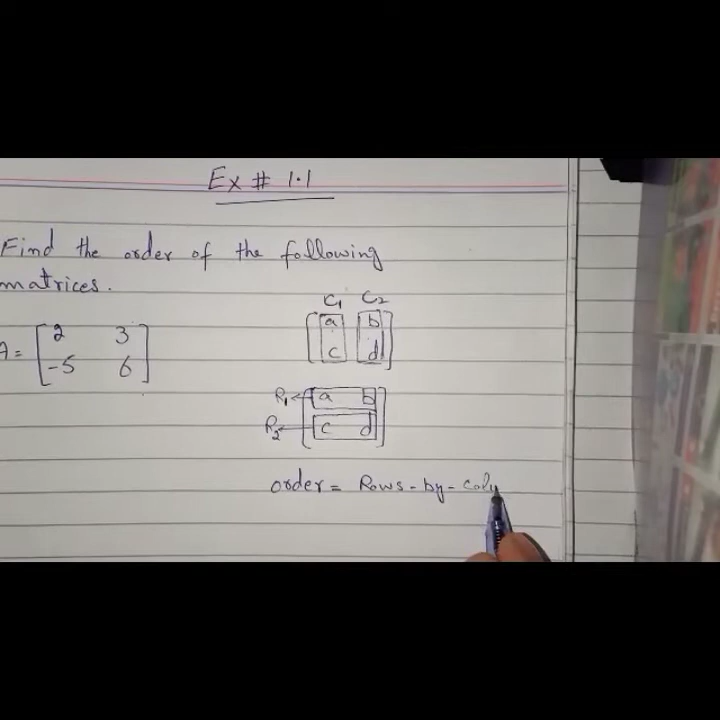 Ex # 1.1
Find the order of the following
matrices.
A = [ 2 3
-5 6 ]
C1 C2
[ a b
c d ]
R1 ← [ a b
R2 ← c d ]
order = Rows - by - colu